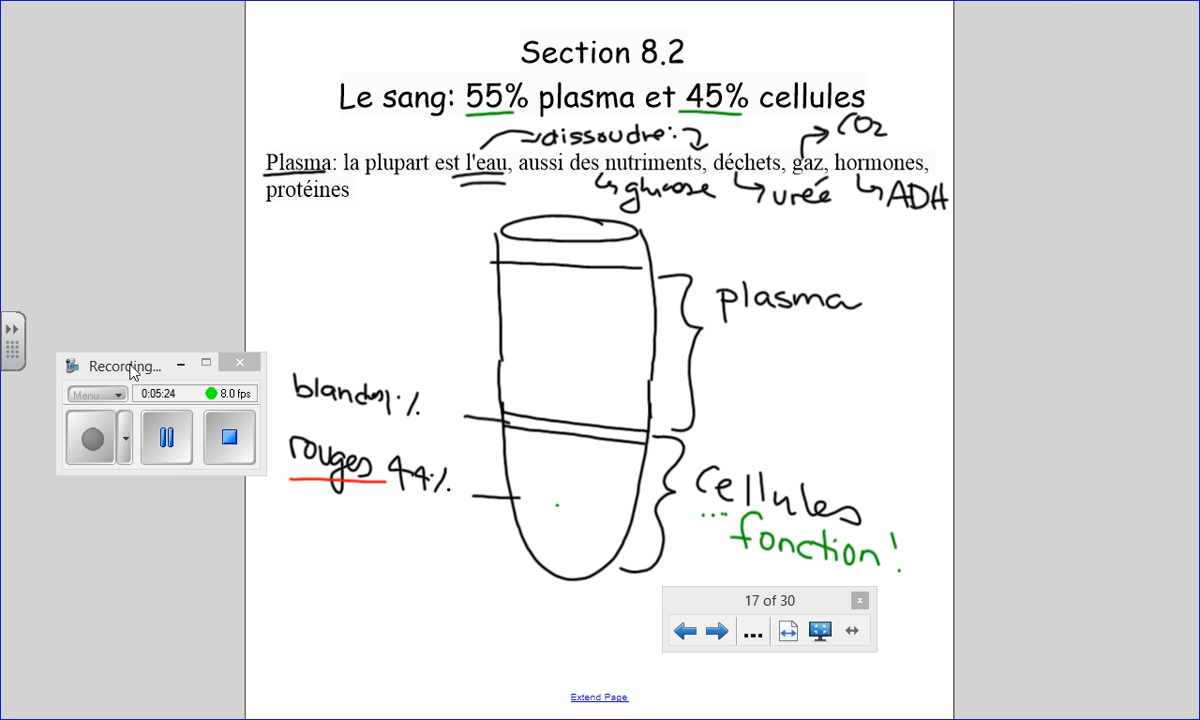 Section 8.2
Le sang: 55% plasma et 45% cellules
dissoudre:
CO2
Plasma: la plupart est l'eau, aussi des nutriments, déchets, gaz, hormones,
protéines
glucose
urée
ADH
plasma
Recording...
Menu
0:05:24
8.0 fps
blanches 1%
rouges 44%
cellules
... fonction!
17 of 30
...
Extend Page